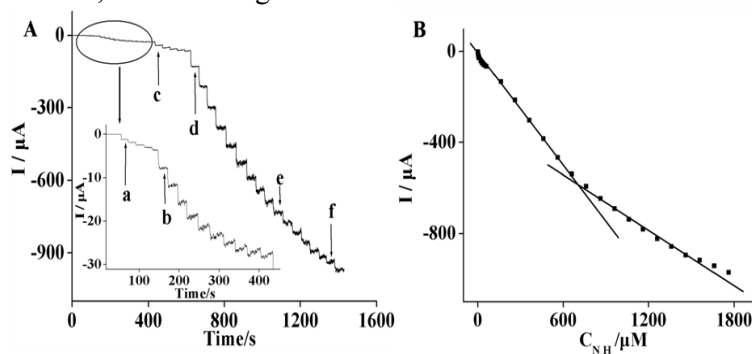 A
I / μA
0
-300
-600
-900
c
d
e
f
I / μA
0
-10
-20
-30
a
b
100 200 300 400
Time/s
0 400 800 1200 1600
Time/s
B
I / μA
0
-400
-800
0 600 1200 1800
C_NH/μM